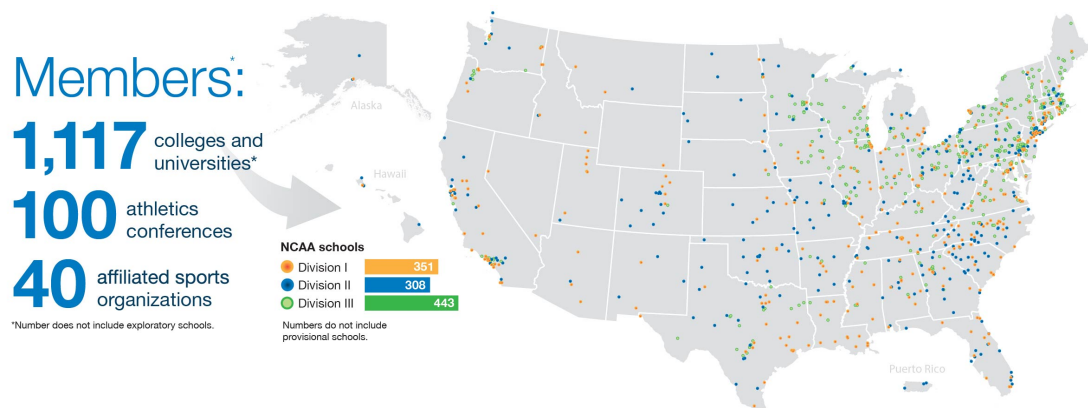 Members*:
1,117 colleges and
universities*
100 athletics
conferences
40 affiliated sports
organizations
*Number does not include exploratory schools.
Alaska
Hawaii
NCAA schools
Division I 351
Division II 308
Division III 443
Numbers do not include
provisional schools.
Puerto Rico